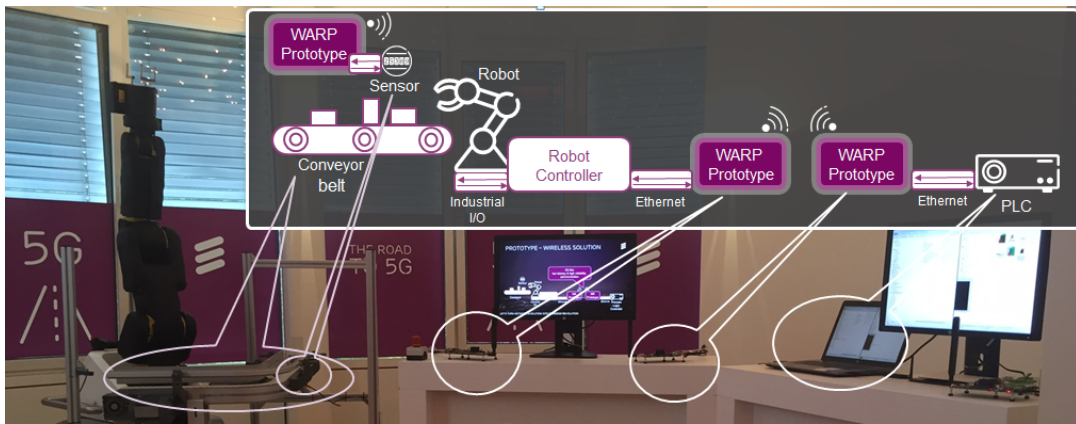 WARP
Prototype
Sensor
Robot
Conveyor
belt
Industrial
I/O
Robot
Controller
Ethernet
WARP
Prototype
WARP
Prototype
Ethernet
PLC
5G
THE ROAD
TO 5G
PROTOTYPE – WIRELESS SOLUTION